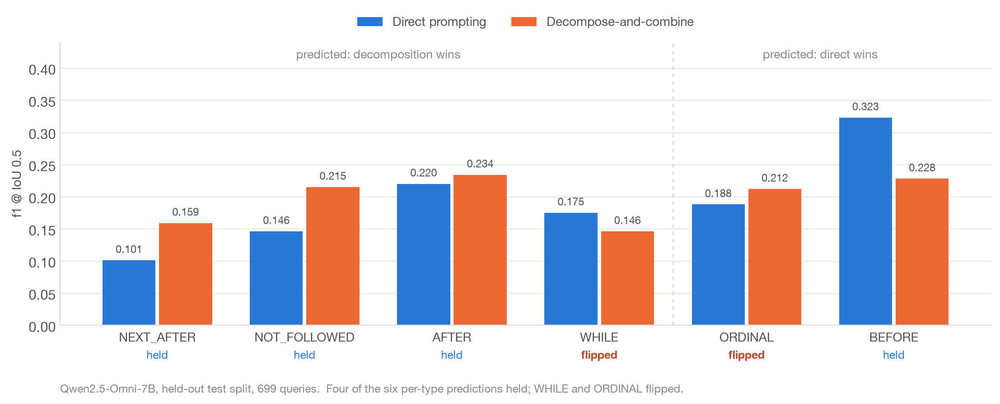 Direct prompting
Decompose-and-combine
predicted: decomposition wins
predicted: direct wins
f1 @ IoU 0.5
0.40
0.35
0.30
0.25
0.20
0.15
0.10
0.05
0.00
0.101
0.159
0.146
0.215
0.220
0.234
0.175
0.146
0.188
0.212
0.323
0.228
NEXT_AFTER
held
NOT_FOLLOWED
held
AFTER
held
WHILE
flipped
ORDINAL
flipped
BEFORE
held
Qwen2.5-Omni-7B, held-out test split, 699 queries.  Four of the six per-type predictions held; WHILE and ORDINAL flipped.